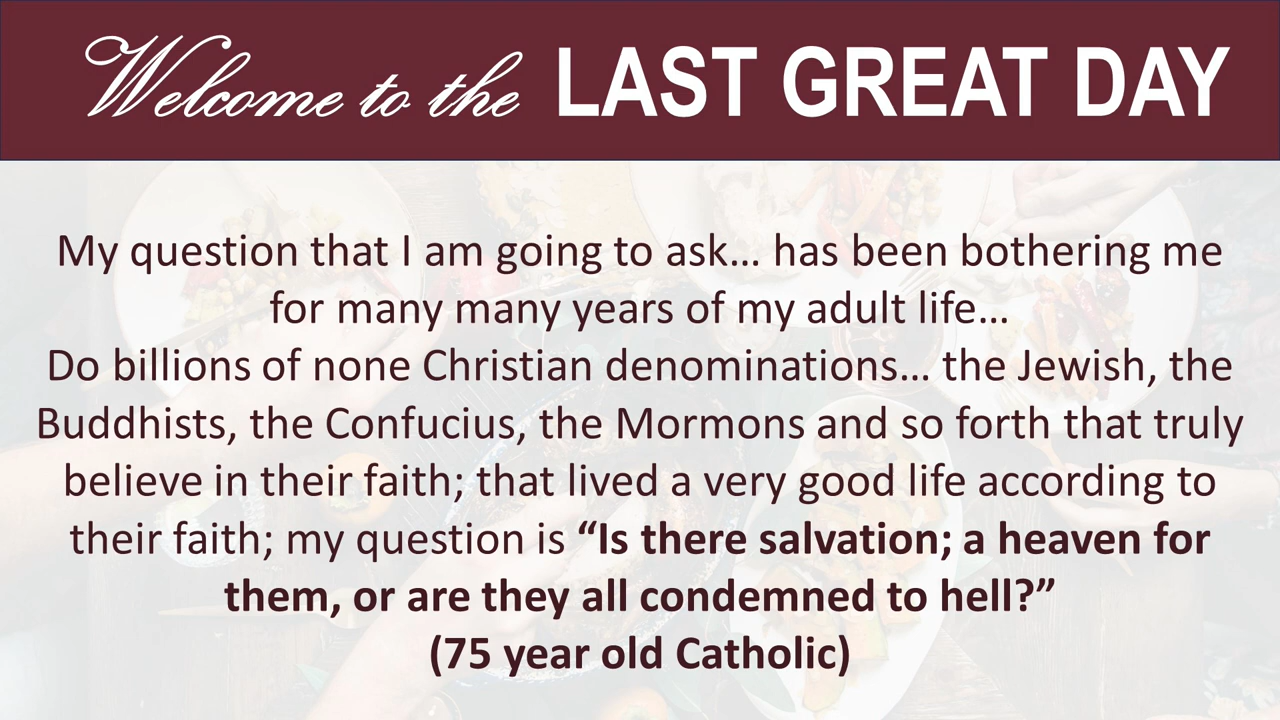 Welcome to the LAST GREAT DAY
My question that I am going to ask… has been bothering me
for many many years of my adult life…
Do billions of none Christian denominations… the Jewish, the
Buddhists, the Confucius, the Mormons and so forth that truly
believe in their faith; that lived a very good life according to
their faith; my question is “Is there salvation; a heaven for
them, or are they all condemned to hell?”
(75 year old Catholic)